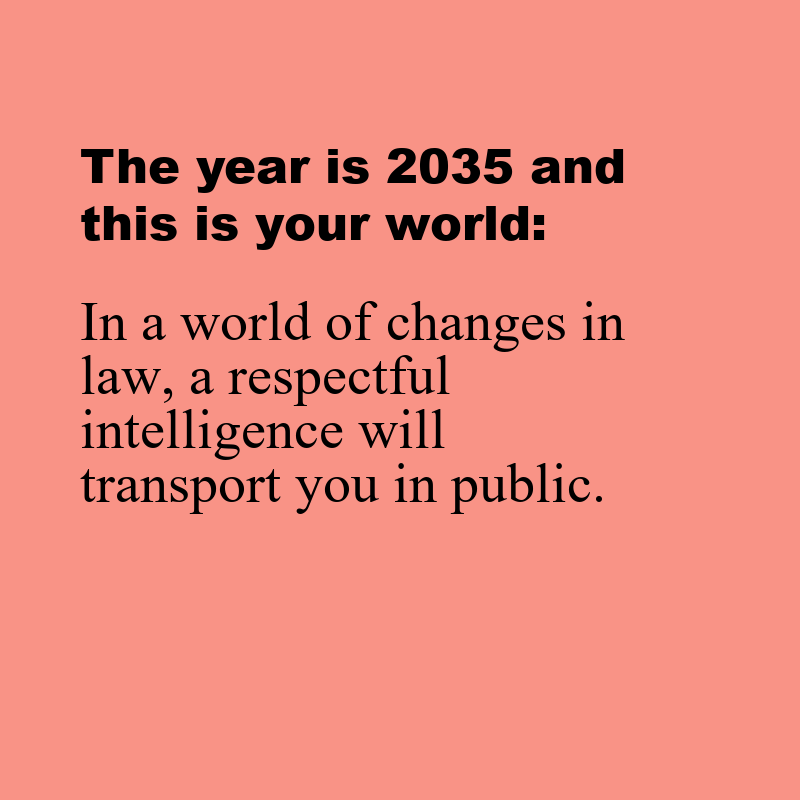 The year is 2035 and
this is your world:
In a world of changes in
law, a respectful
intelligence will
transport you in public.